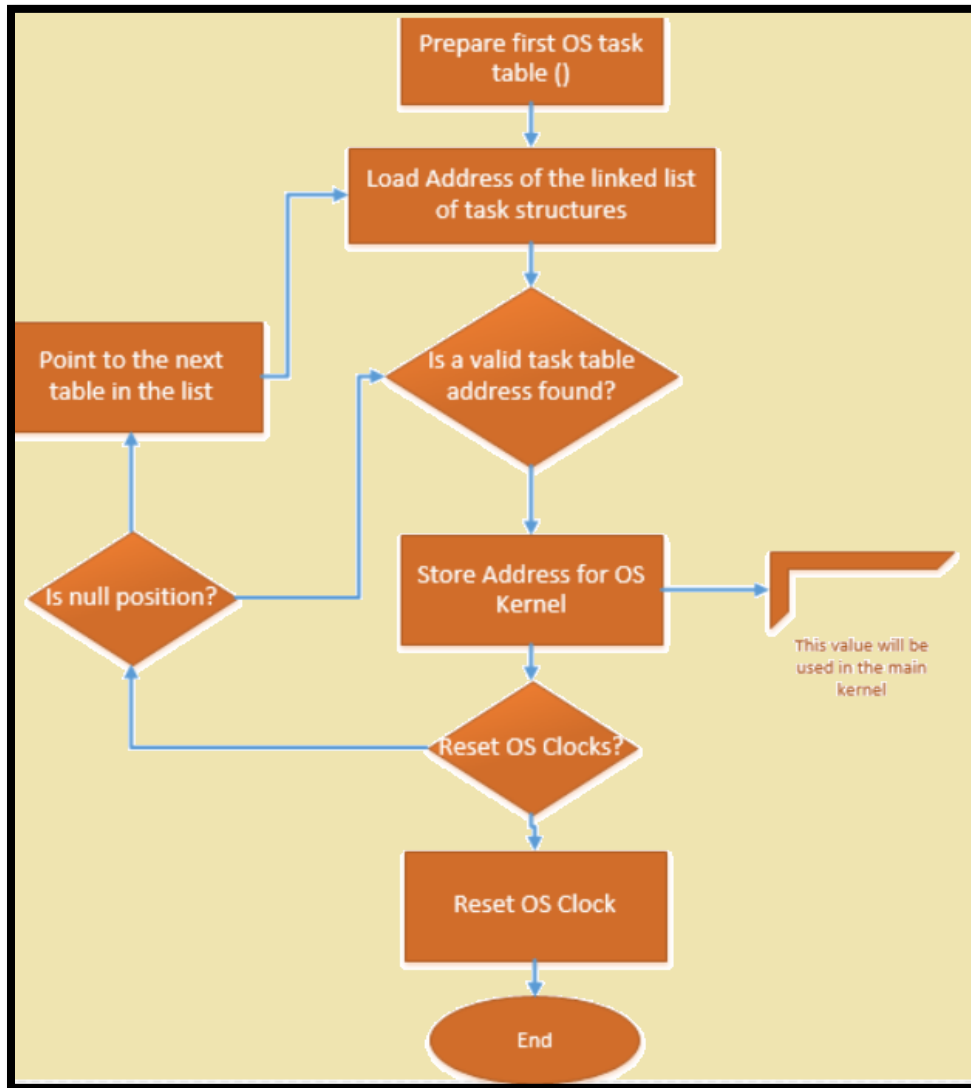 Prepare first OS task
table ()
Load Address of the linked list
of task structures
Point to the next
table in the list
Is a valid task table
address found?
Is null position?
Store Address for OS
Kernel
This value will be
used in the main
kernel
Reset OS Clocks?
Reset OS Clock
End